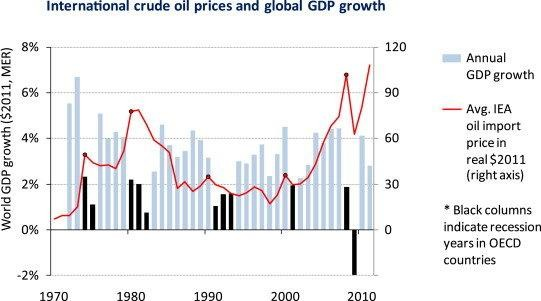 International crude oil prices and global GDP growth
8%
6%
4%
2%
0%
-2%
World GDP growth ($2011, MER)
120
90
60
30
0
1970
1980
1990
2000
2010
Annual
GDP growth
Avg. IEA
oil import
price in
real $2011
(right axis)
* Black columns
indicate recession
years in OECD
countries